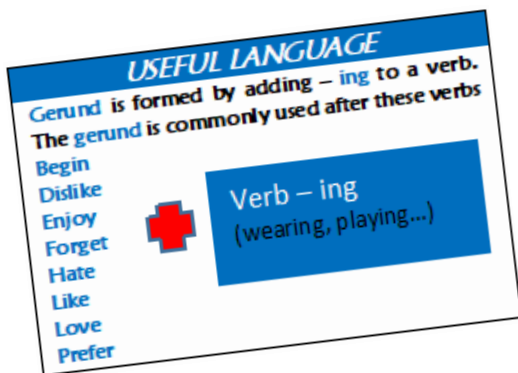 USEFUL LANGUAGE
Gerund is formed by adding – ing to a verb.
The gerund is commonly used after these verbs
Begin
Dislike
Enjoy
Forget
Hate
Like
Love
Prefer
Verb – ing
(wearing, playing...)